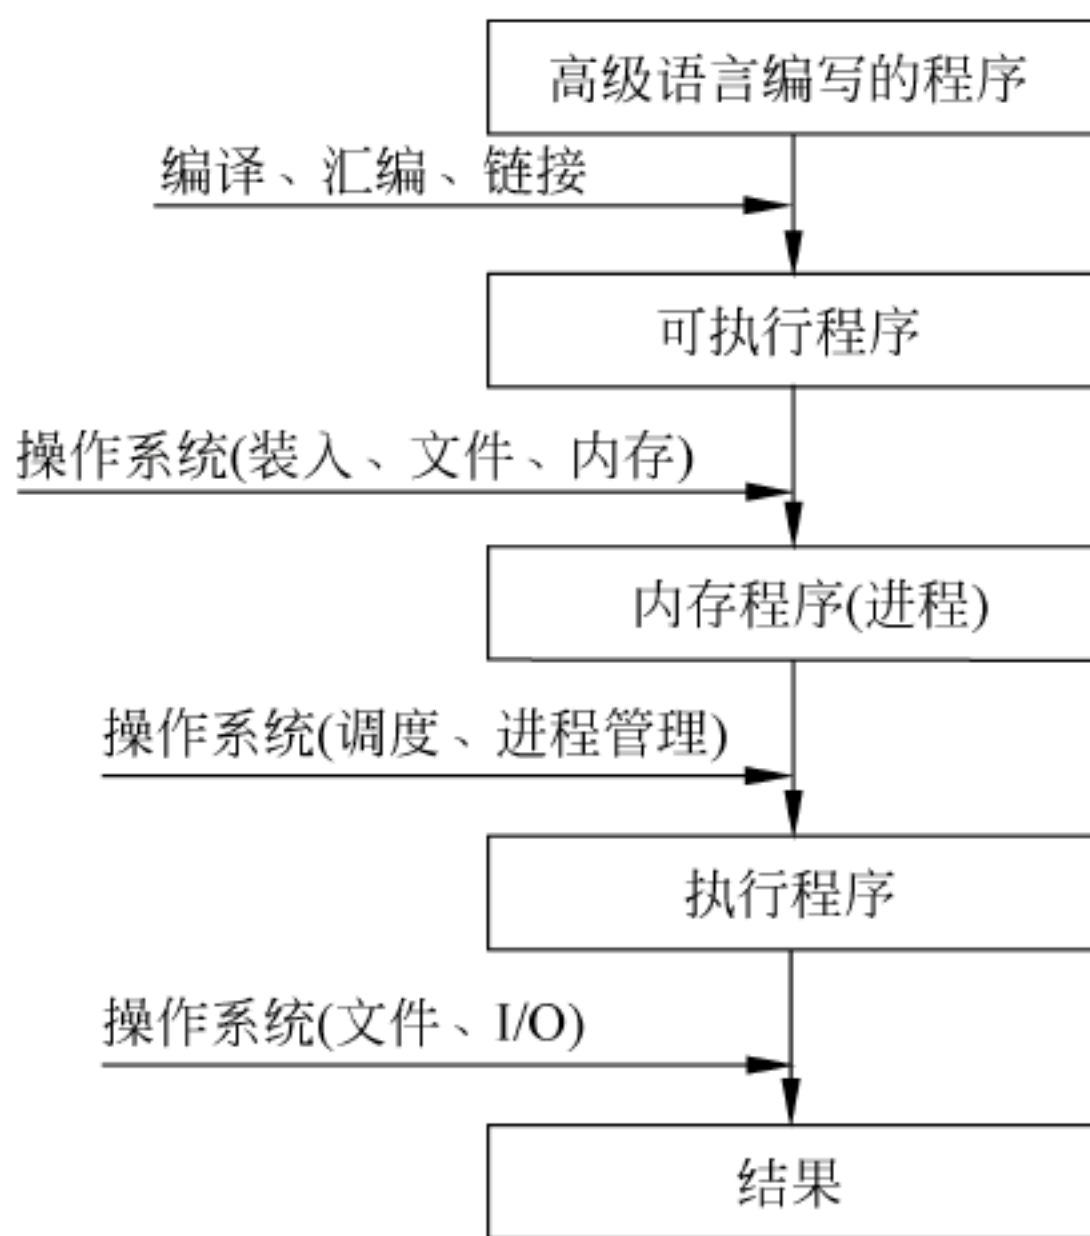 高级语言编写的程序
编译、汇编、链接
可执行程序
操作系统(装入、文件、内存)
内存程序(进程)
操作系统(调度、进程管理)
执行程序
操作系统(文件、I/O)
结果